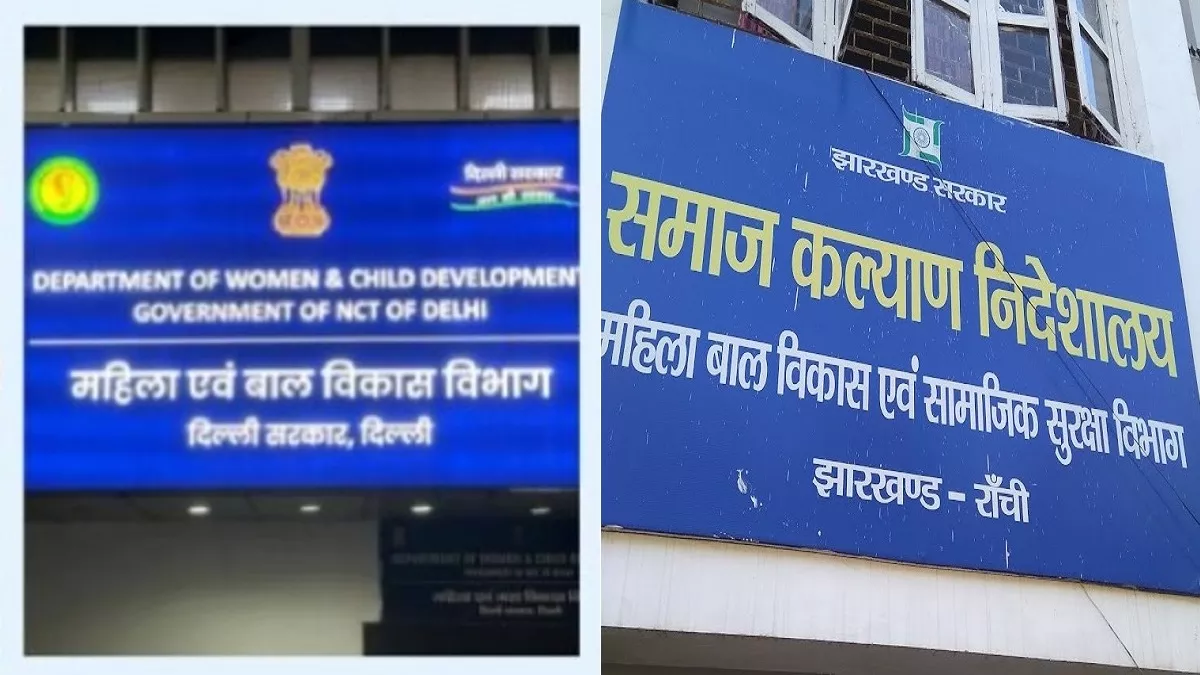 दिल्ली सरकार
DEPARTMENT OF WOMEN & CHILD DEVELOPMENT
GOVERNMENT OF NCT OF DELHI
महिला एवं बाल विकास विभाग
दिल्ली सरकार, दिल्ली
झारखण्ड सरकार
समाज कल्याण निदेशालय
महिला बाल विकास एवं सामाजिक सुरक्षा विभाग
झारखण्ड - राँची